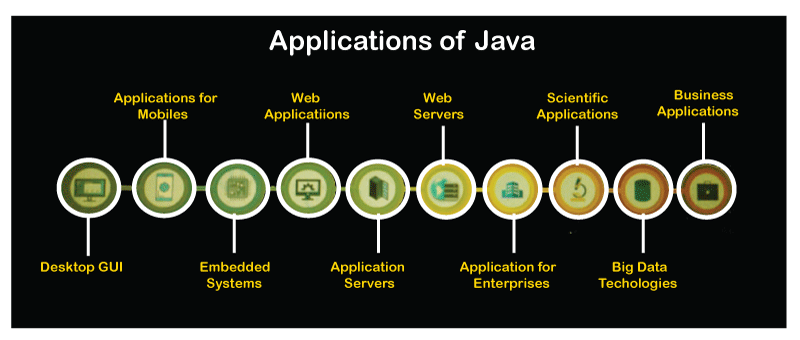 Applications of Java
Applications for
Mobiles
Web
Applicatiions
Web
Servers
Scientific
Applications
Business
Applications
Desktop GUI
Embedded
Systems
Application
Servers
Application for
Enterprises
Big Data
Techologies